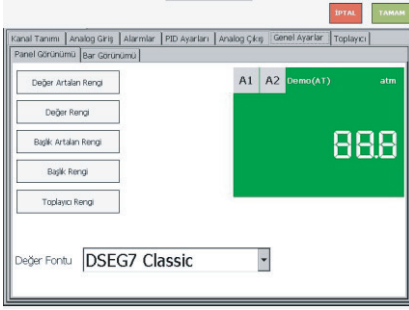 İPTAL TAMAM
Kanal Tanımı Analog Giriş Alarmlar PID Ayarları Analog Çıkış Genel Ayarlar Toplayıcı
Panel Görünümü Bar Görünümü
Değer Artalan Rengi
Değer Rengi
Başlık Artalan Rengi
Başlık Rengi
Toplayıcı Rengi
A1 A2 Demo(AT) atm
88.8
Değer Fontu DSEG7 Classic